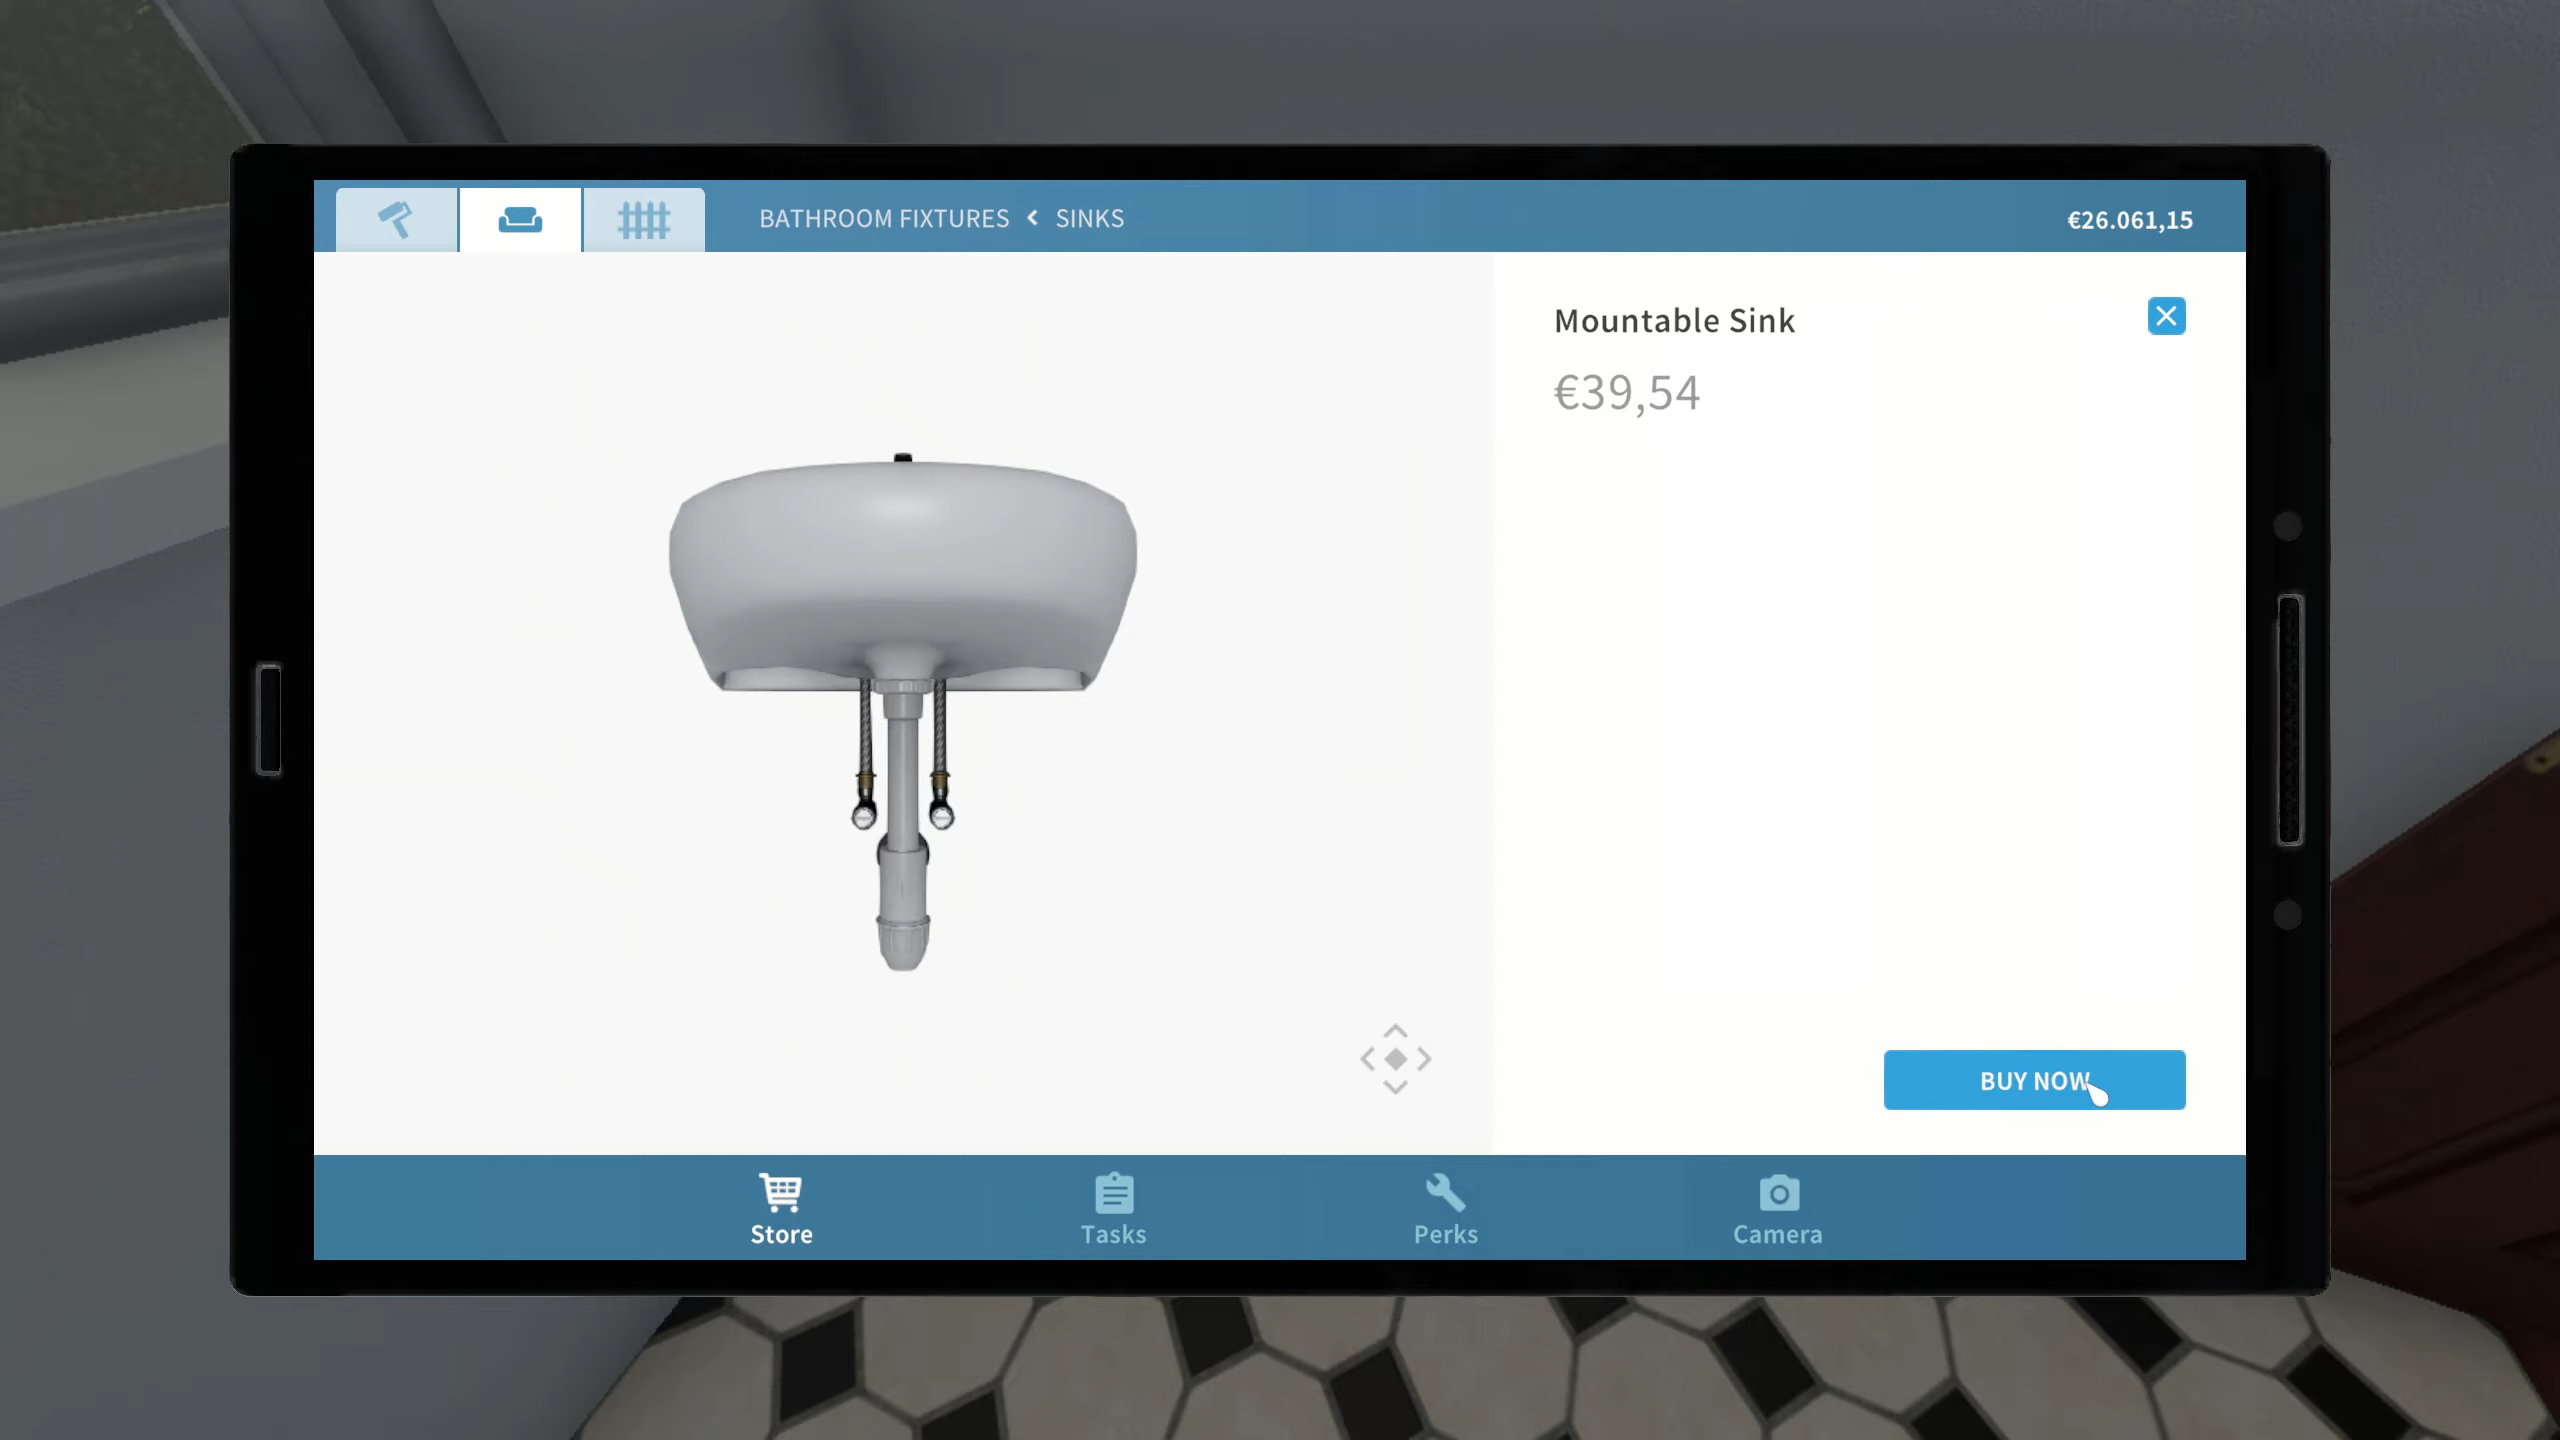 BATHROOM FIXTURES < SINKS
€26.061,15
Mountable Sink
€39,54
BUY NOW
Store
Tasks
Perks
Camera